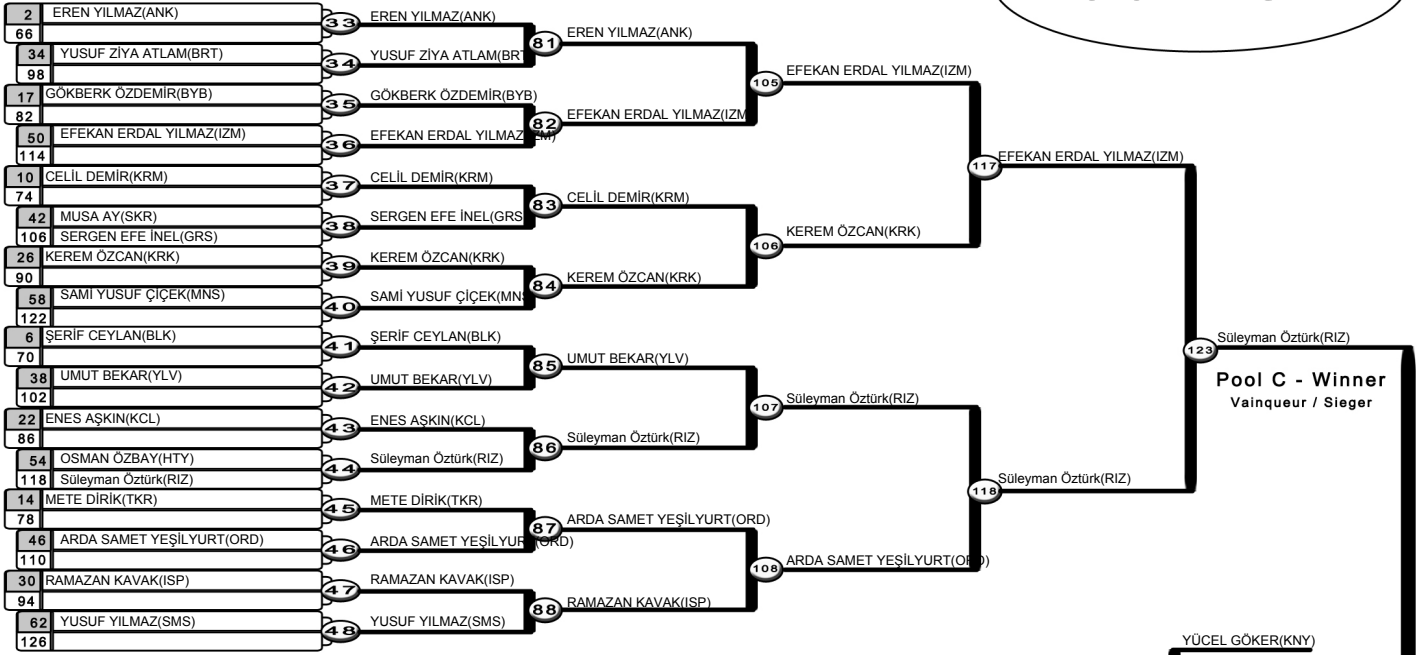 2 EREN YILMAZ(ANK)
66
33 EREN YILMAZ(ANK)
34 YUSUF ZİYA ATLAM(BRT)
98
34 YUSUF ZİYA ATLAM(BRT
81 EREN YILMAZ(ANK)
17 GÖKBERK ÖZDEMİR(BYB)
82
35 GÖKBERK ÖZDEMİR(BYB)
50 EFEKAN ERDAL YILMAZ(IZM)
114
36 EFEKAN ERDAL YILMAZ(IZM)
82 EFEKAN ERDAL YILMAZ(IZM
105 EFEKAN ERDAL YILMAZ(IZM)
10 CELİL DEMİR(KRM)
74
37 CELİL DEMİR(KRM)
42 MUSA AY(SKR)
106 SERGEN EFE İNEL(GRS)
38 SERGEN EFE İNEL(GRS
83 CELİL DEMİR(KRM)
26 KEREM ÖZCAN(KRK)
90
39 KEREM ÖZCAN(KRK)
58 SAMİ YUSUF ÇİÇEK(MNS)
122
40 SAMİ YUSUF ÇİÇEK(MNS
84 KEREM ÖZCAN(KRK)
106 KEREM ÖZCAN(KRK)
117 EFEKAN ERDAL YILMAZ(IZM)
6 ŞERİF CEYLAN(BLK)
70
41 ŞERİF CEYLAN(BLK)
38 UMUT BEKAR(YLV)
102
42 UMUT BEKAR(YLV)
85 UMUT BEKAR(YLV)
22 ENES AŞKIN(KCL)
86
43 ENES AŞKIN(KCL)
54 OSMAN ÖZBAY(HTY)
118 Süleyman Öztürk(RIZ)
44 Süleyman Öztürk(RIZ)
86 Süleyman Öztürk(RIZ)
107 Süleyman Öztürk(RIZ)
14 METE DİRİK(TKR)
78
45 METE DİRİK(TKR)
46 ARDA SAMET YEŞİLYURT(ORD)
110
46 ARDA SAMET YEŞİLYURT(ORD)
87 ARDA SAMET YEŞİLYURT(ORD)
30 RAMAZAN KAVAK(ISP)
94
47 RAMAZAN KAVAK(ISP)
62 YUSUF YILMAZ(SMS)
126
48 YUSUF YILMAZ(SMS)
88 RAMAZAN KAVAK(ISP)
108 ARDA SAMET YEŞİLYURT(ORD)
118 Süleyman Öztürk(RIZ)
123 Süleyman Öztürk(RIZ)
Pool C - Winner
Vainqueur / Sieger
YÜCEL GÖKER(KNY)